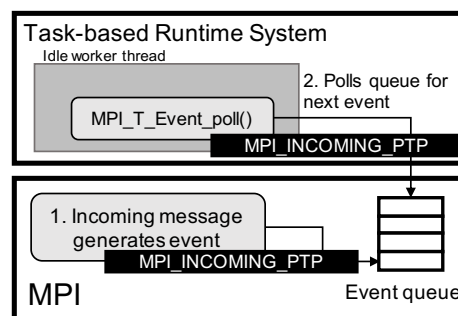 Task-based Runtime System
Idle worker thread
2. Polls queue for
next event
MPI_T_Event_poll()
MPI_INCOMING_PTP
1. Incoming message
generates event
MPI_INCOMING_PTP
MPI
Event queue